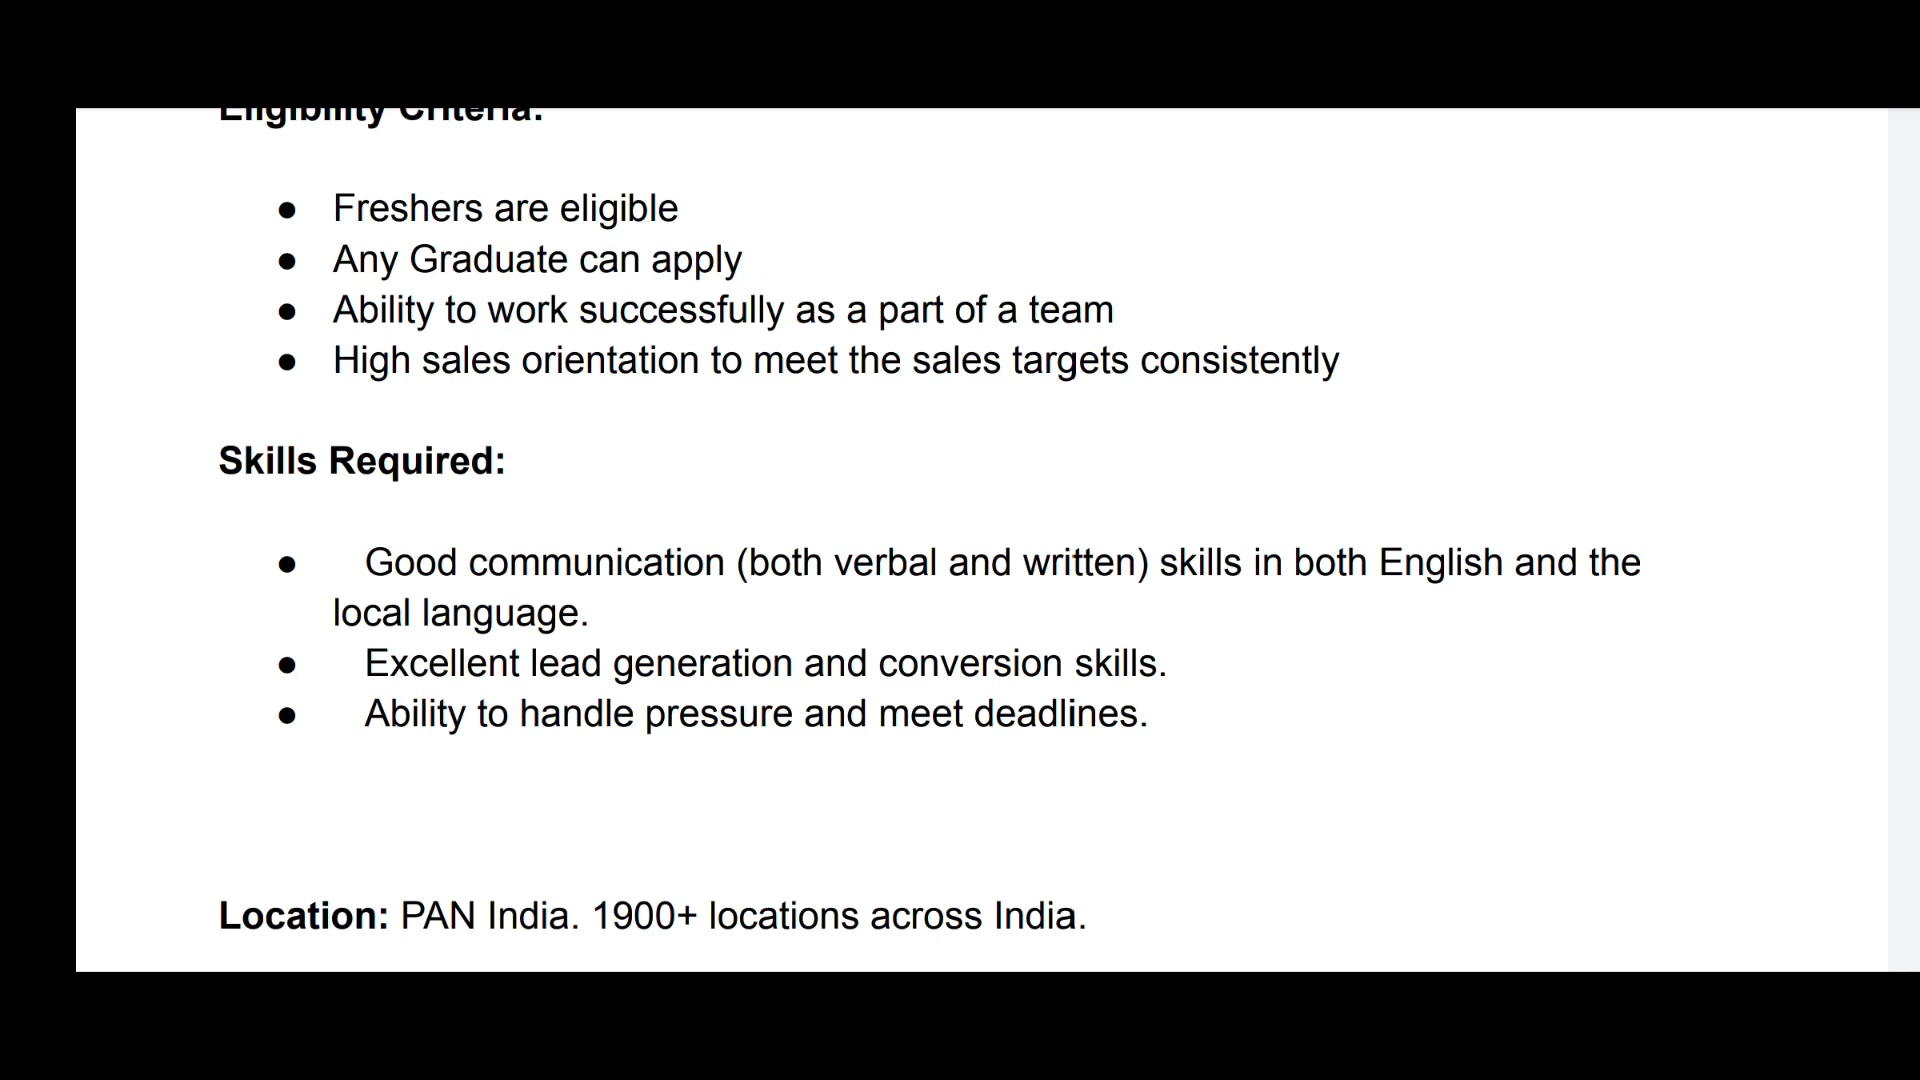 Eligibility Criteria:
● Freshers are eligible
● Any Graduate can apply
● Ability to work successfully as a part of a team
● High sales orientation to meet the sales targets consistently
Skills Required:
● Good communication (both verbal and written) skills in both English and the
local language.
● Excellent lead generation and conversion skills.
● Ability to handle pressure and meet deadlines.
Location: PAN India. 1900+ locations across India.